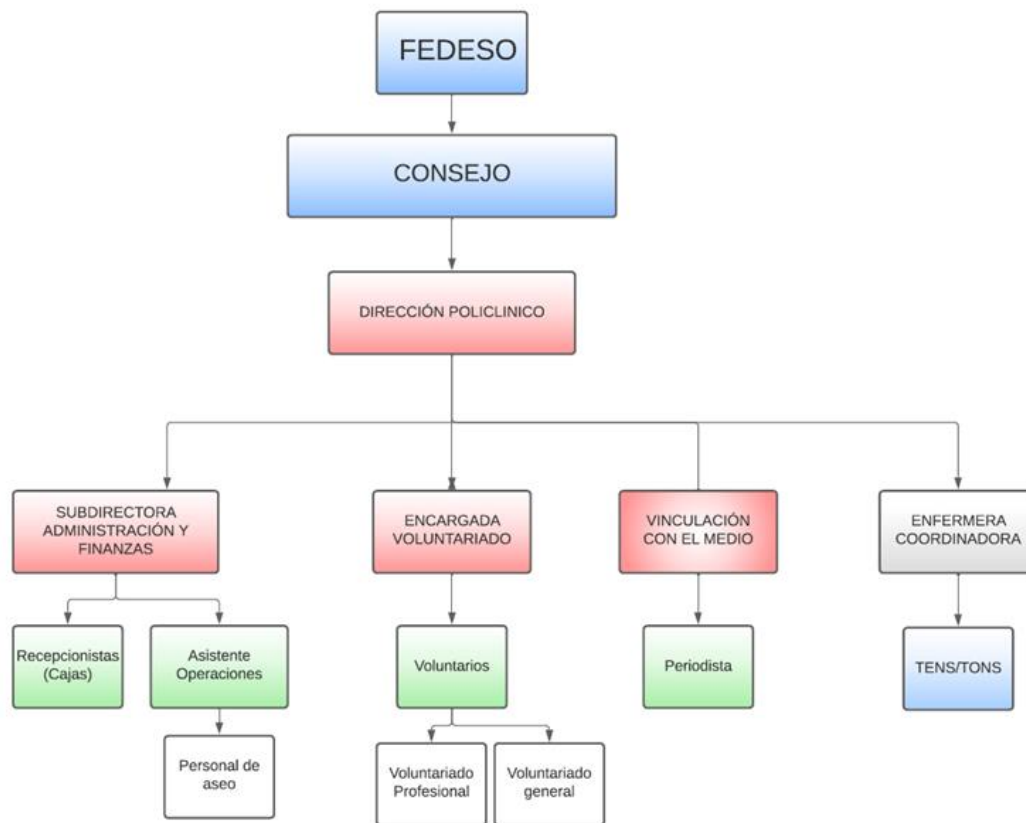 FEDESO
CONSEJO
DIRECCIÓN POLICLINICO
SUBDIRECTORA
ADMINISTRACIÓN Y
FINANZAS
ENCARGADA
VOLUNTARIADO
VINCULACIÓN
CON EL MEDIO
ENFERMERA
COORDINADORA
Recepcionistas
(Cajas)
Asistente
Operaciones
Voluntarios
Periodista
TENS/TONS
Personal de
aseo
Voluntariado
Profesional
Voluntariado
general